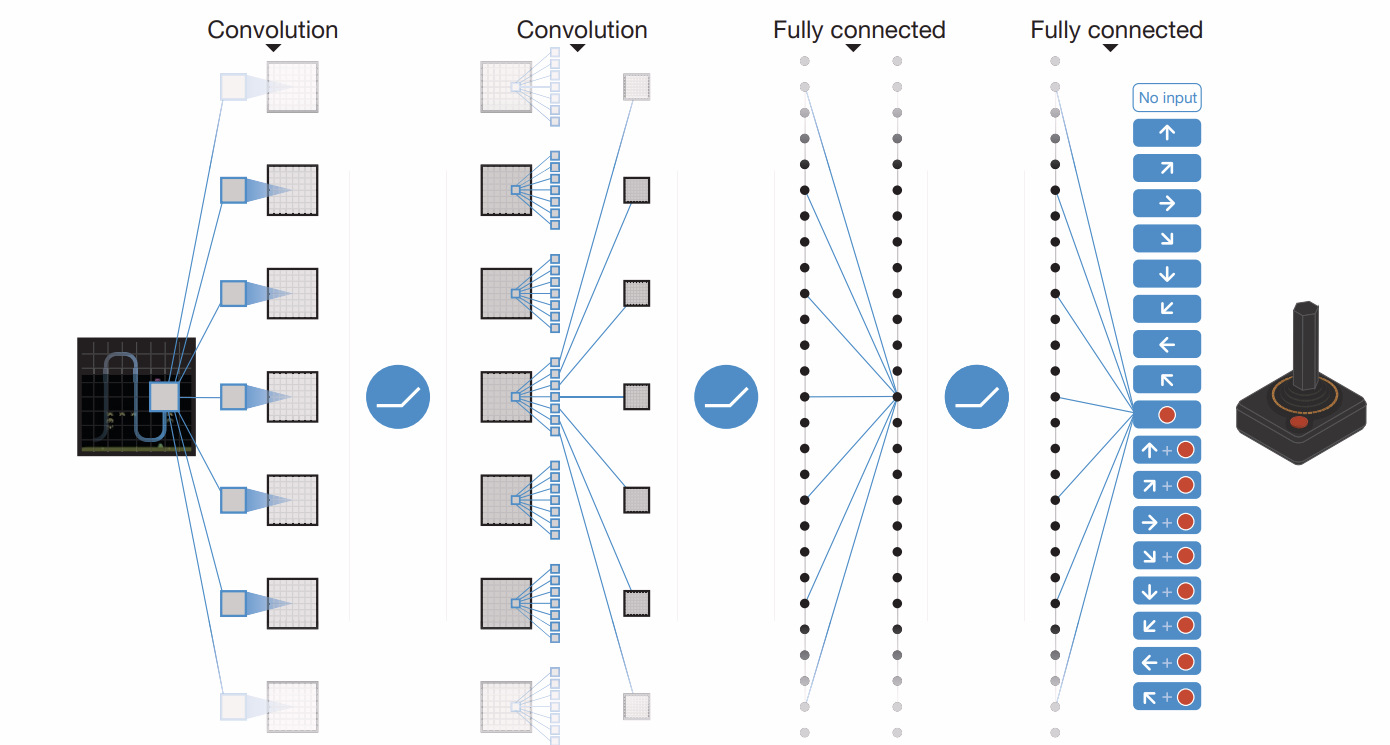 Convolution
Convolution
Fully connected
Fully connected
No input
+
+
+
+
+
+
+
+